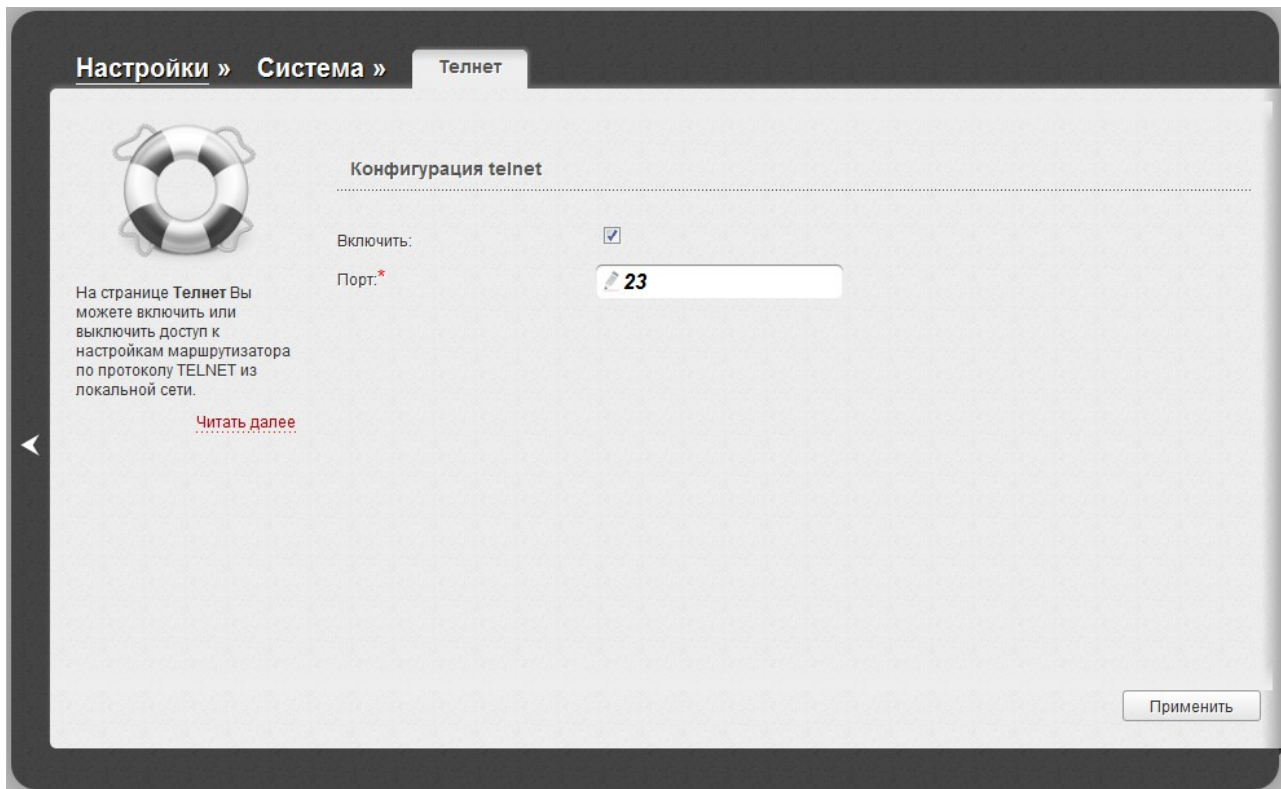 Настройки » Система » Телнет
Конфигурация telnet
Включить:
Порт:*
23
На странице Телнет Вы
можете включить или
выключить доступ к
настройкам маршрутизатора
по протоколу TELNET из
локальной сети.
Читать далее
Применить